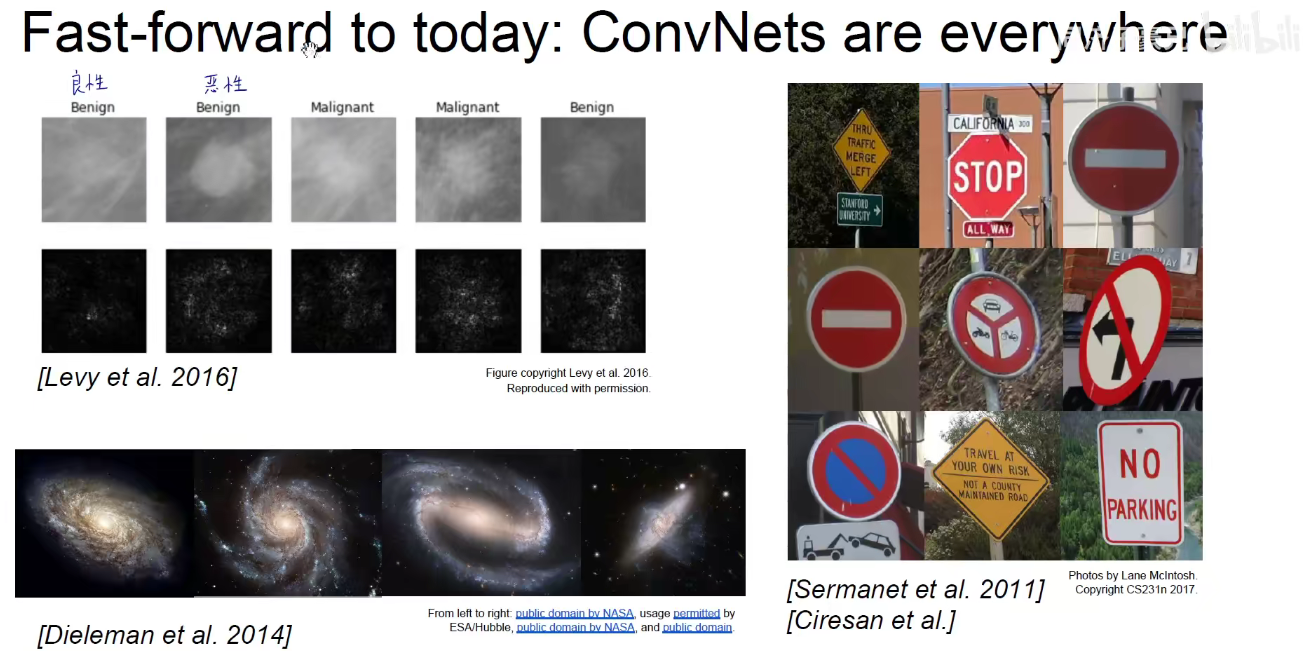 Fast-forward to today: ConvNets are everywhere
bilibili
良性
恶性
Benign
Benign
Malignant
Malignant
Benign
[Levy et al. 2016]
Figure copyright Levy et al. 2016.
Reproduced with permission.
THRU
TRAFFIC
MERGE
LEFT
STANFORD
UNIVERSITY
CALIFORNIA 300
STOP
ALL WAY
NO
PARKING
TRAVEL AT
YOUR OWN RISK
NOT A COUNTY
MAINTAINED ROAD
[Dieleman et al. 2014]
From left to right: public domain by NASA, usage permitted by
ESA/Hubble, public domain by NASA, and public domain.
[Sermanet et al. 2011]
[Ciresan et al.]
Photos by Lane McIntosh.
Copyright CS231n 2017.